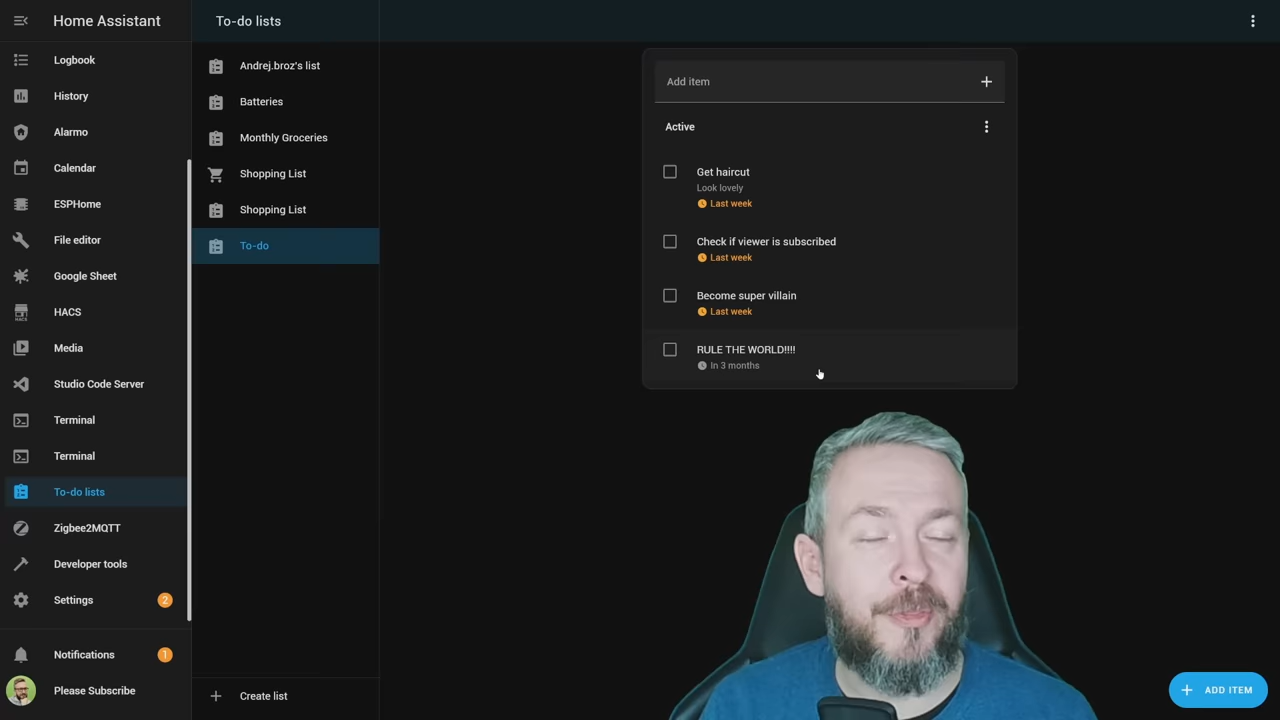 Home Assistant
Logbook
History
Alarmo
Calendar
ESPHome
File editor
Google Sheet
HACS
HACS
Media
Studio Code Server
Terminal
Terminal
To-do lists
Zigbee2MQTT
Developer tools
Settings
2
Notifications
1
Please Subscribe
To-do lists
Andrej.broz's list
Batteries
Monthly Groceries
Shopping List
Shopping List
To-do
Create list
Add item
Active
Get haircut
Look lovely
Last week
Check if viewer is subscribed
Last week
Become super villain
Last week
RULE THE WORLD!!!!
In 3 months
ADD ITEM